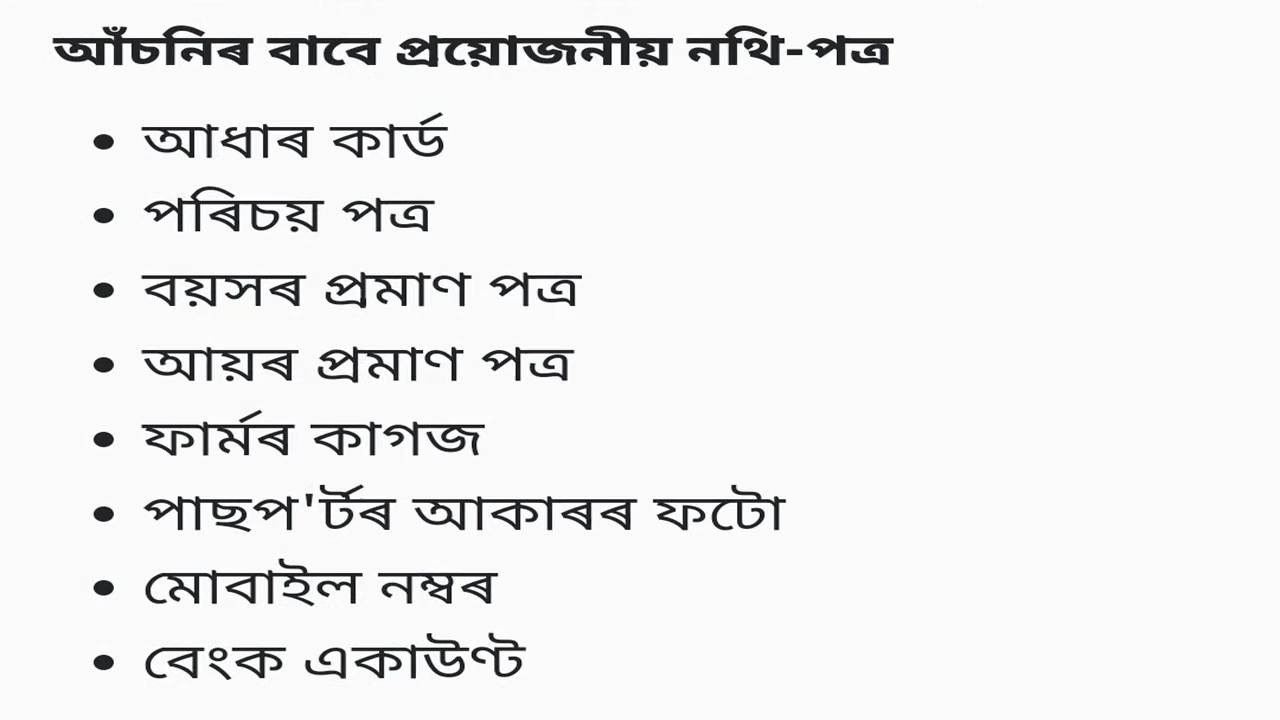 আঁচনিৰ বাবে প্ৰয়োজনীয় নথি-পত্ৰ
• আধাৰ কাৰ্ড
• পৰিচয় পত্ৰ
• বয়সৰ প্ৰমাণ পত্ৰ
• আয়ৰ প্ৰমাণ পত্ৰ
• ফাৰ্মৰ কাগজ
• পাছপ'ৰ্টৰ আকাৰৰ ফটো
• মোবাইল নম্বৰ
• বেংক একাউণ্ট